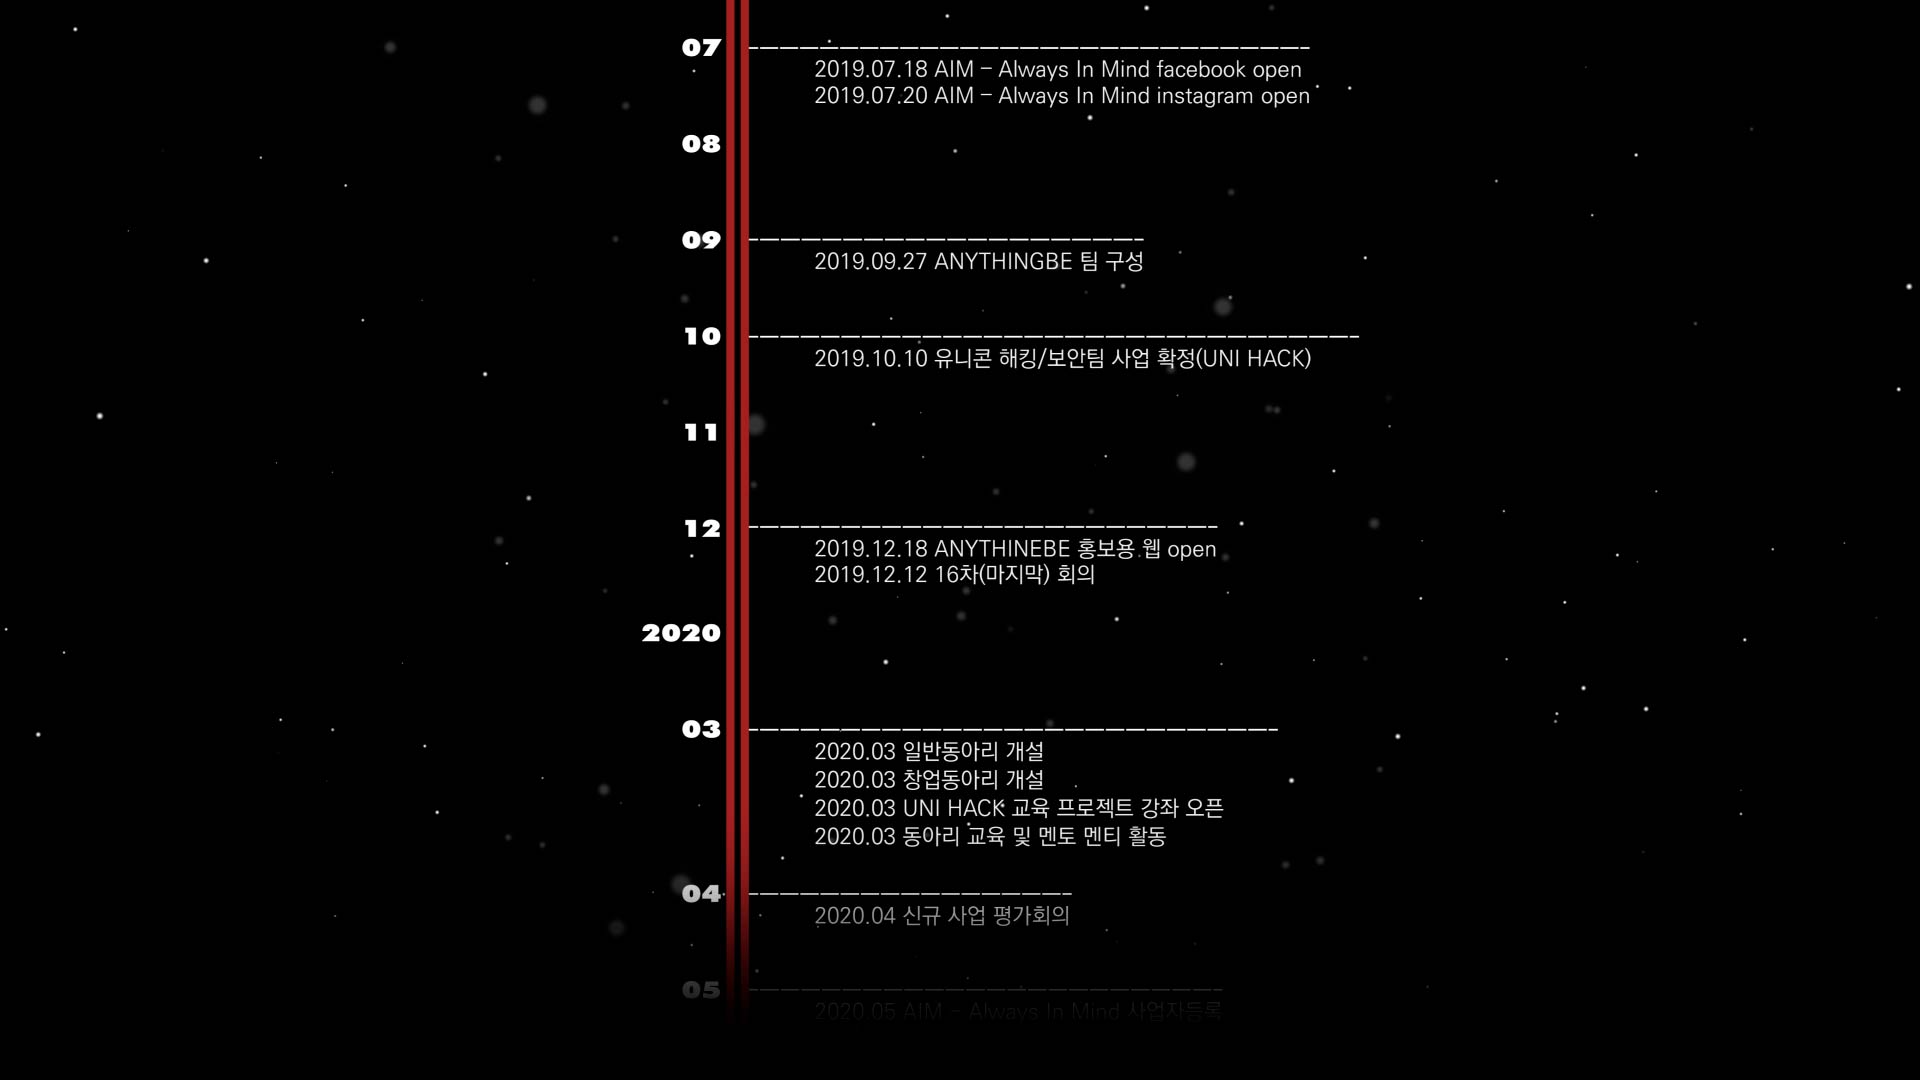 07
2019.07.18 AIM – Always In Mind facebook open
2019.07.20 AIM – Always In Mind instagram open
08
09
2019.09.27 ANYTHINGBE 팀 구성
10
2019.10.10 유니콘 해킹/보안팀 사업 확정(UNI HACK)
11
12
2019.12.18 ANYTHINEBE 홍보용 웹 open
2019.12.12 16차(마지막) 회의
2020
03
2020.03 일반동아리 개설
2020.03 창업동아리 개설
2020.03 UNI HACK 교육 프로젝트 강좌 오픈
2020.03 동아리 교육 및 멘토 멘티 활동
04
2020.04 신규 사업 평가회의
05
2020.05 AIM – Always In Mind 사업자등록